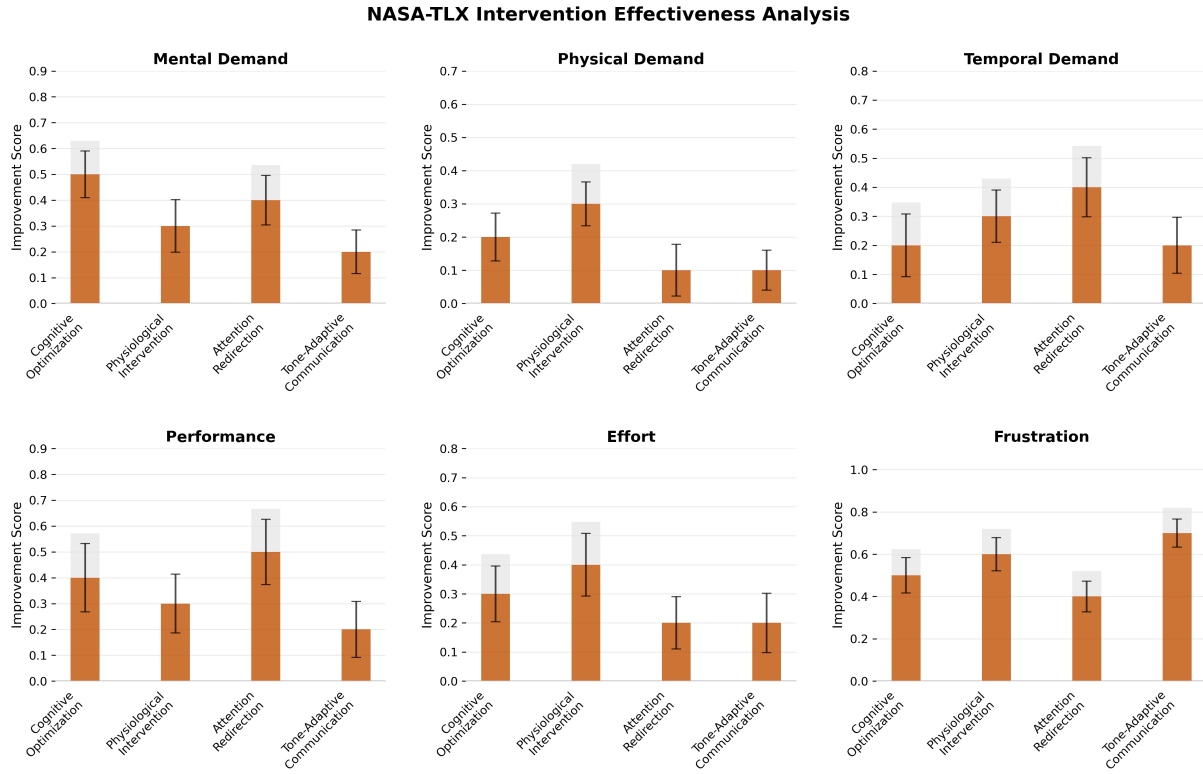 NASA-TLX Intervention Effectiveness Analysis
Mental Demand
Improvement Score
0.9
0.8
0.7
0.6
0.5
0.4
0.3
0.2
0.1
0.0
Cognitive
Optimization
Physiological
Intervention
Attention
Redirection
Tone-Adaptive
Communication
Physical Demand
Improvement Score
0.7
0.6
0.5
0.4
0.3
0.2
0.1
0.0
Cognitive
Optimization
Physiological
Intervention
Attention
Redirection
Tone-Adaptive
Communication
Temporal Demand
Improvement Score
0.8
0.7
0.6
0.5
0.4
0.3
0.2
0.1
0.0
Cognitive
Optimization
Physiological
Intervention
Attention
Redirection
Tone-Adaptive
Communication
Performance
Improvement Score
0.9
0.8
0.7
0.6
0.5
0.4
0.3
0.2
0.1
0.0
Cognitive
Optimization
Physiological
Intervention
Attention
Redirection
Tone-Adaptive
Communication
Effort
Improvement Score
0.8
0.7
0.6
0.5
0.4
0.3
0.2
0.1
0.0
Cognitive
Optimization
Physiological
Intervention
Attention
Redirection
Tone-Adaptive
Communication
Frustration
Improvement Score
1.0
0.8
0.6
0.4
0.2
0.0
Cognitive
Optimization
Physiological
Intervention
Attention
Redirection
Tone-Adaptive
Communication